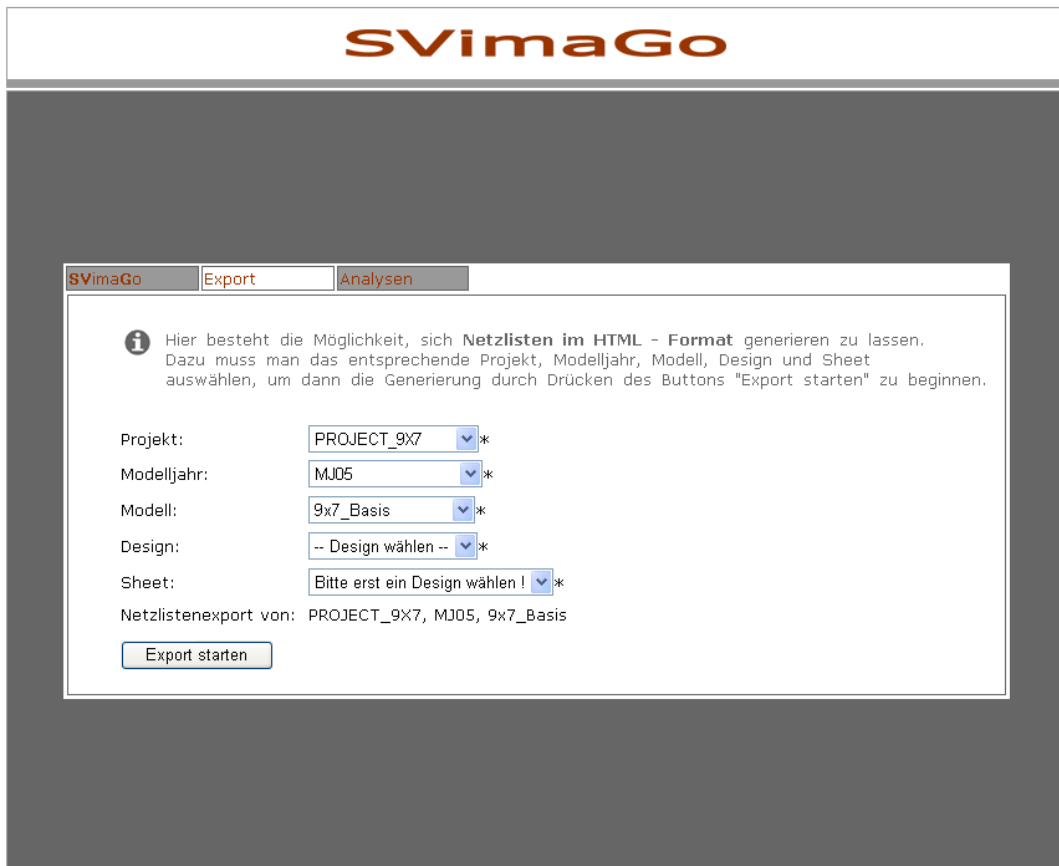 SVimaGo
SVimaGo Export Analysen
Hier besteht die Möglichkeit, sich Netzlisten im HTML - Format generieren zu lassen.
Dazu muss man das entsprechende Projekt, Modelljahr, Modell, Design und Sheet
auswählen, um dann die Generierung durch Drücken des Buttons "Export starten" zu beginnen.
Projekt: PROJECT_9X7 *
Modelljahr: MJ05 *
Modell: 9x7_Basis *
Design: -- Design wählen -- *
Sheet: Bitte erst ein Design wählen ! *
Netzlistenexport von: PROJECT_9X7, MJ05, 9x7_Basis
Export starten